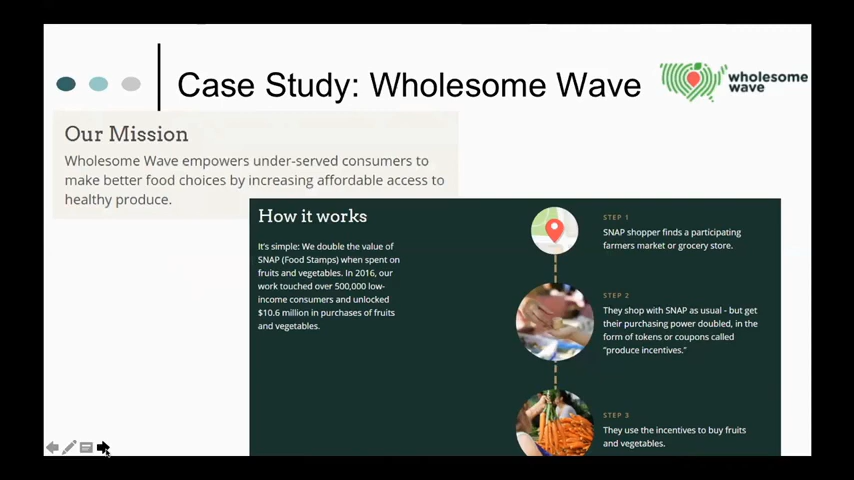 Case Study: Wholesome Wave
wholesome
wave
Our Mission
Wholesome Wave empowers under-served consumers to
make better food choices by increasing affordable access to
healthy produce.
How it works
It's simple: We double the value of
SNAP (Food Stamps) when spent on
fruits and vegetables. In 2016, our
work touched over 500,000 low-
income consumers and unlocked
$10.6 million in purchases of fruits
and vegetables.
STEP 1
SNAP shopper finds a participating
farmers market or grocery store.
STEP 2
They shop with SNAP as usual - but get
their purchasing power doubled, in the
form of tokens or coupons called
"produce incentives."
STEP 3
They use the incentives to buy fruits
and vegetables.